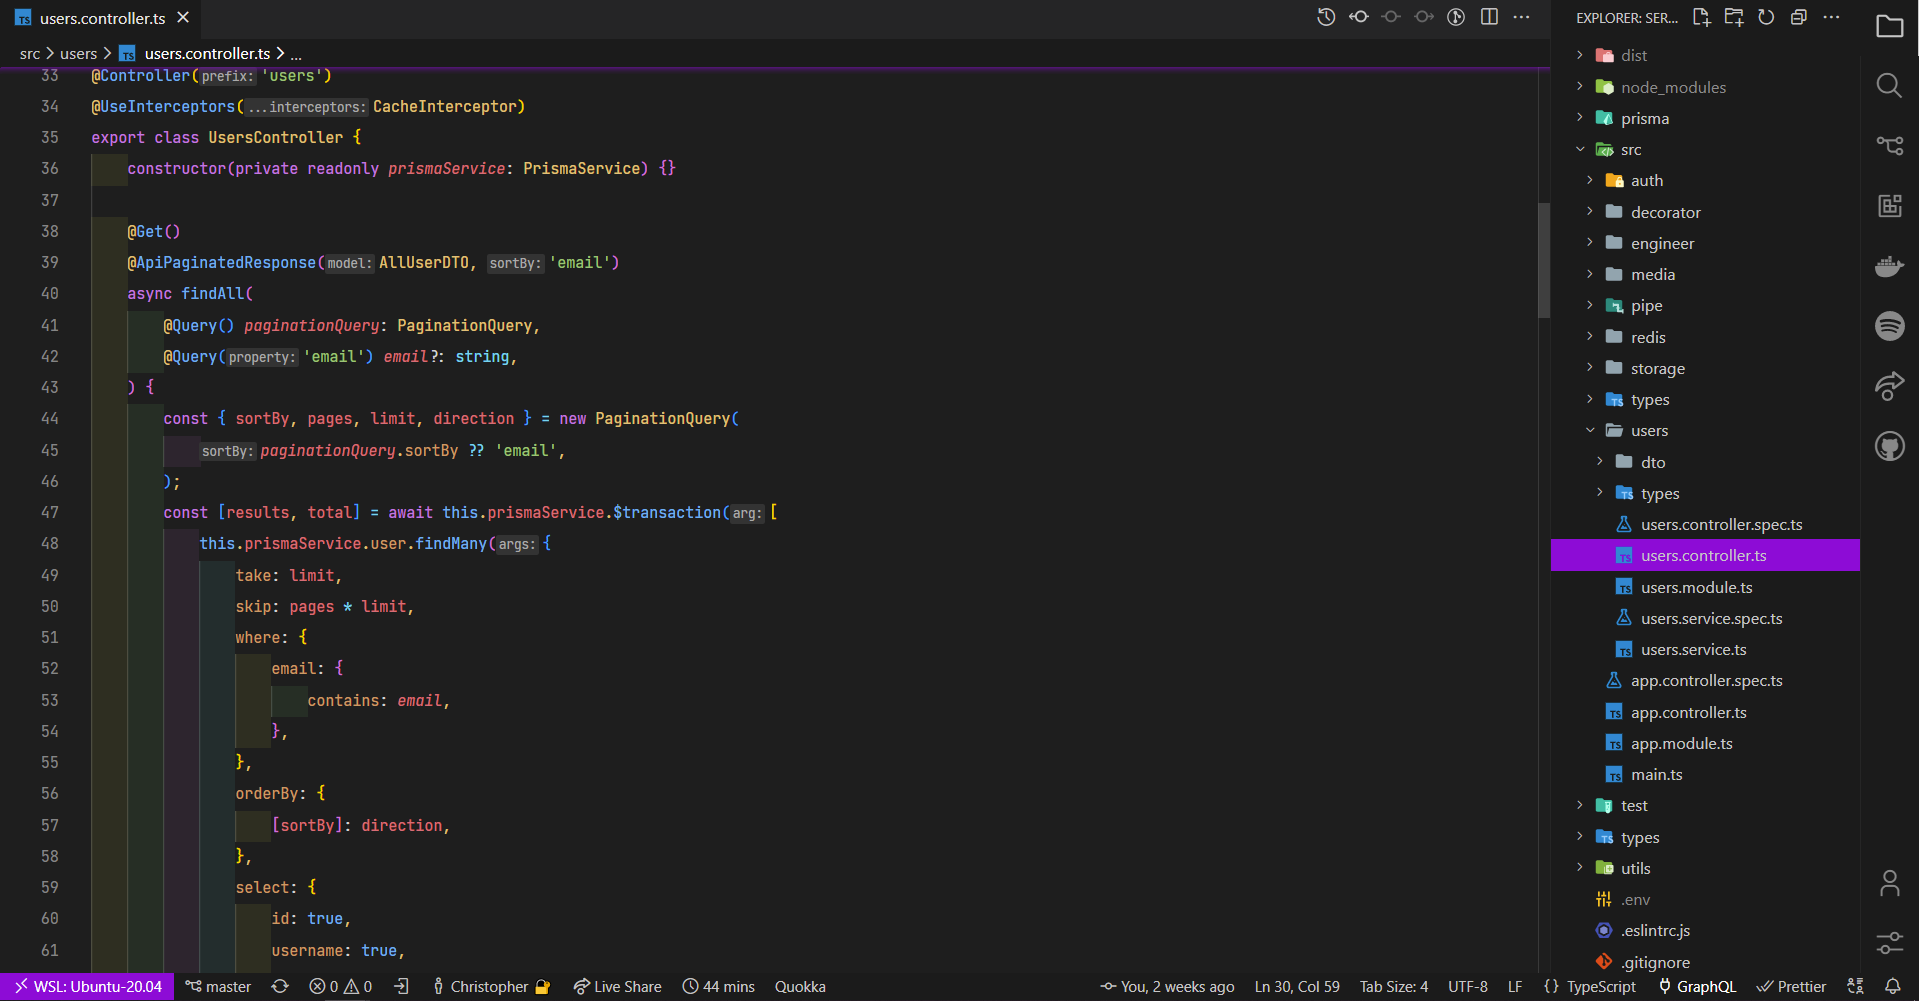 users.controller.ts
EXPLORER: SER...
src > users > users.controller.ts > ...
33 @Controller(prefix: 'users')
34 @UseInterceptors(...interceptors: CacheInterceptor)
35 export class UsersController {
36 constructor(private readonly prismaService: PrismaService) {}
37
38 @Get()
39 @ApiPaginatedResponse(model: AllUserDTO, sortBy: 'email')
40 async findAll(
41 @Query() paginationQuery: PaginationQuery,
42 @Query(property: 'email') email?: string,
43 ) {
44 const { sortBy, pages, limit, direction } = new PaginationQuery(
45 sortBy: paginationQuery.sortBy ?? 'email',
46 );
47 const [results, total] = await this.prismaService.$transaction(arg: [
48 this.prismaService.user.findMany(args: {
49 take: limit,
50 skip: pages * limit,
51 where: {
52 email: {
53 contains: email,
54 },
55 },
56 orderBy: {
57 [sortBy]: direction,
58 },
59 select: {
60 id: true,
61 username: true,
dist
node_modules
prisma
src
auth
decorator
engineer
media
pipe
redis
storage
types
users
dto
types
users.controller.spec.ts
users.controller.ts
users.module.ts
users.service.spec.ts
users.service.ts
app.controller.spec.ts
app.controller.ts
app.module.ts
main.ts
test
types
utils
.env
.eslintrc.js
.gitignore
WSL: Ubuntu-20.04 master 0 0 Christopher Live Share 44 mins Quokka You, 2 weeks ago Ln 30, Col 59 Tab Size: 4 UTF-8 LF {} TypeScript GraphQL Prettier